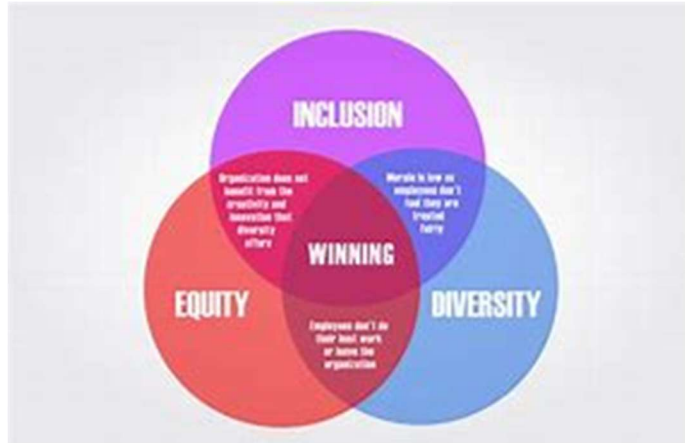 INCLUSION
Organization does not
benefit from the
creativity and
innovation that
diversity
offers
Morale is low as
employees don't
feel they are
treated
fairly
WINNING
EQUITY
DIVERSITY
Employees don't do
their best work
or leave the
organization